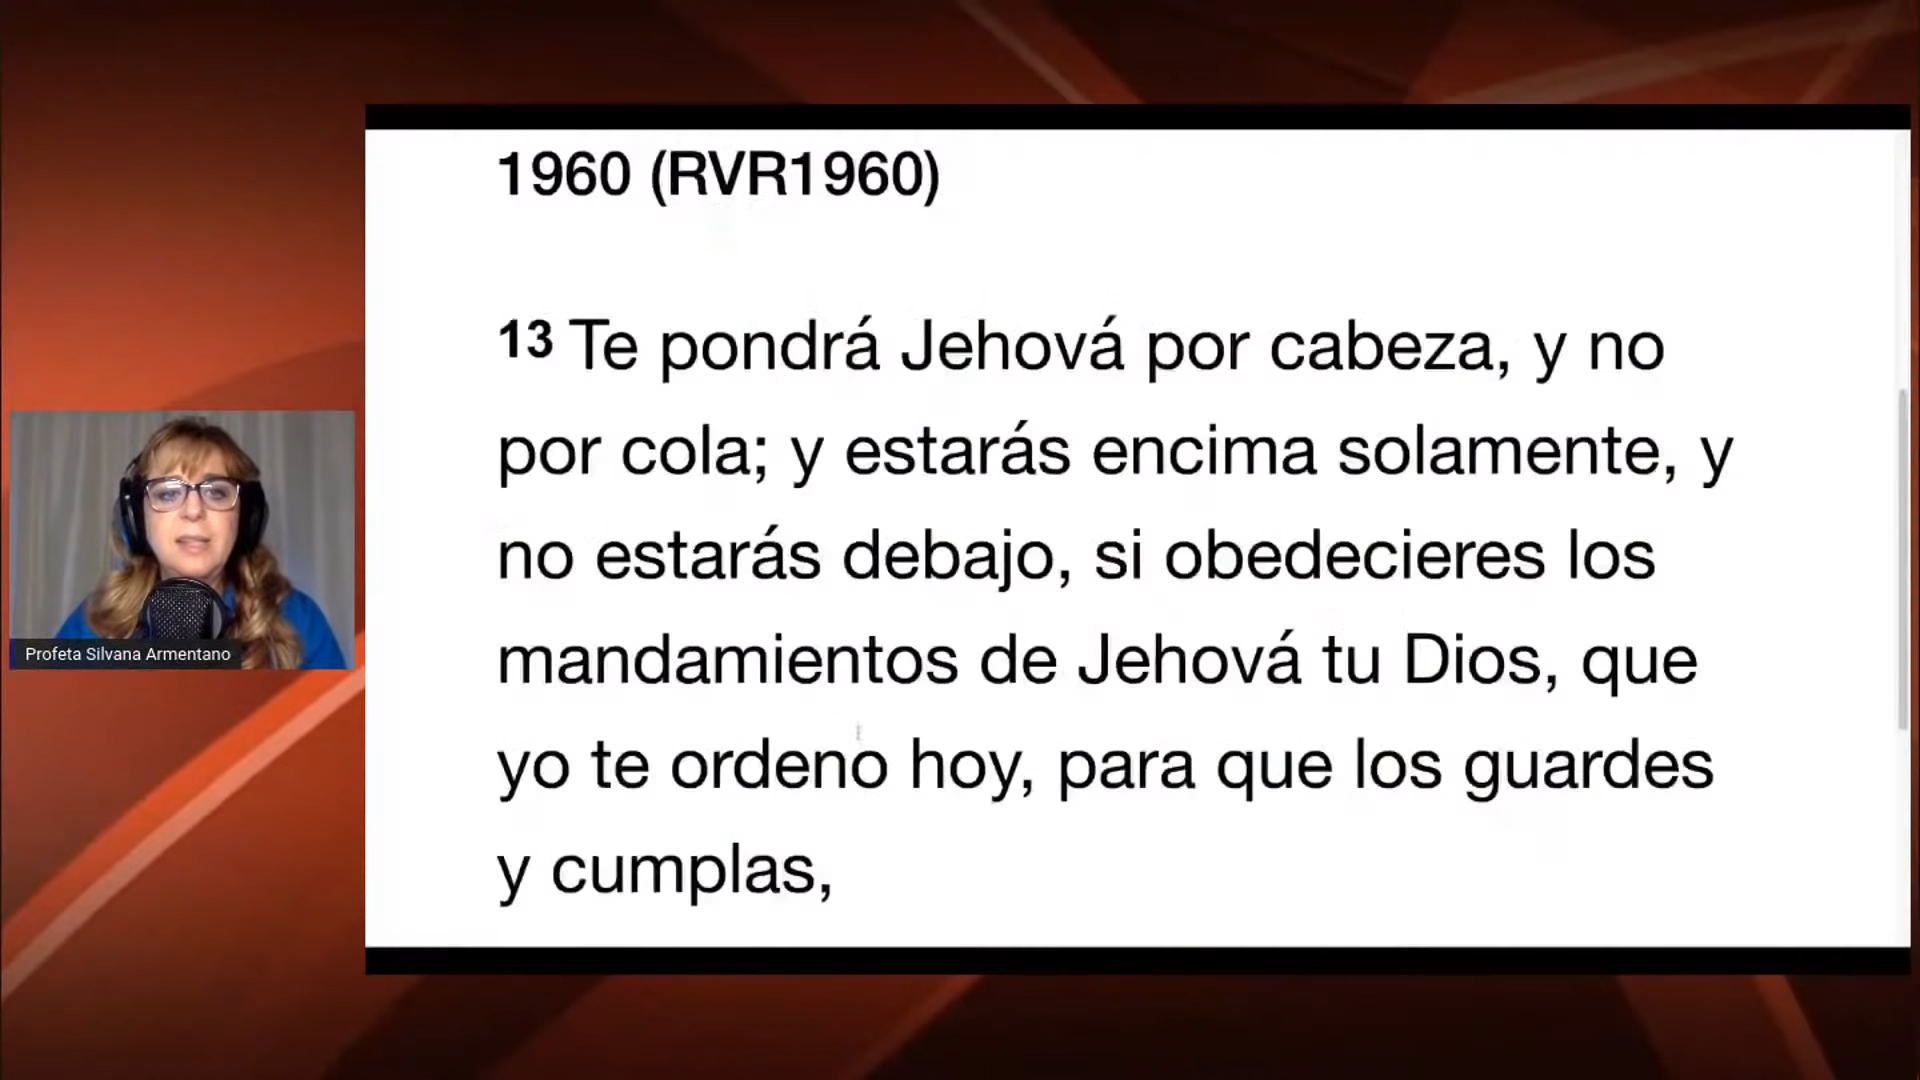 1960 (RVR1960)
13 Te pondrá Jehová por cabeza, y no
por cola; y estarás encima solamente, y
no estarás debajo, si obedecieres los
mandamientos de Jehová tu Dios, que
yo te ordeno hoy, para que los guardes
y cumplas,
Profeta Silvana Armentano